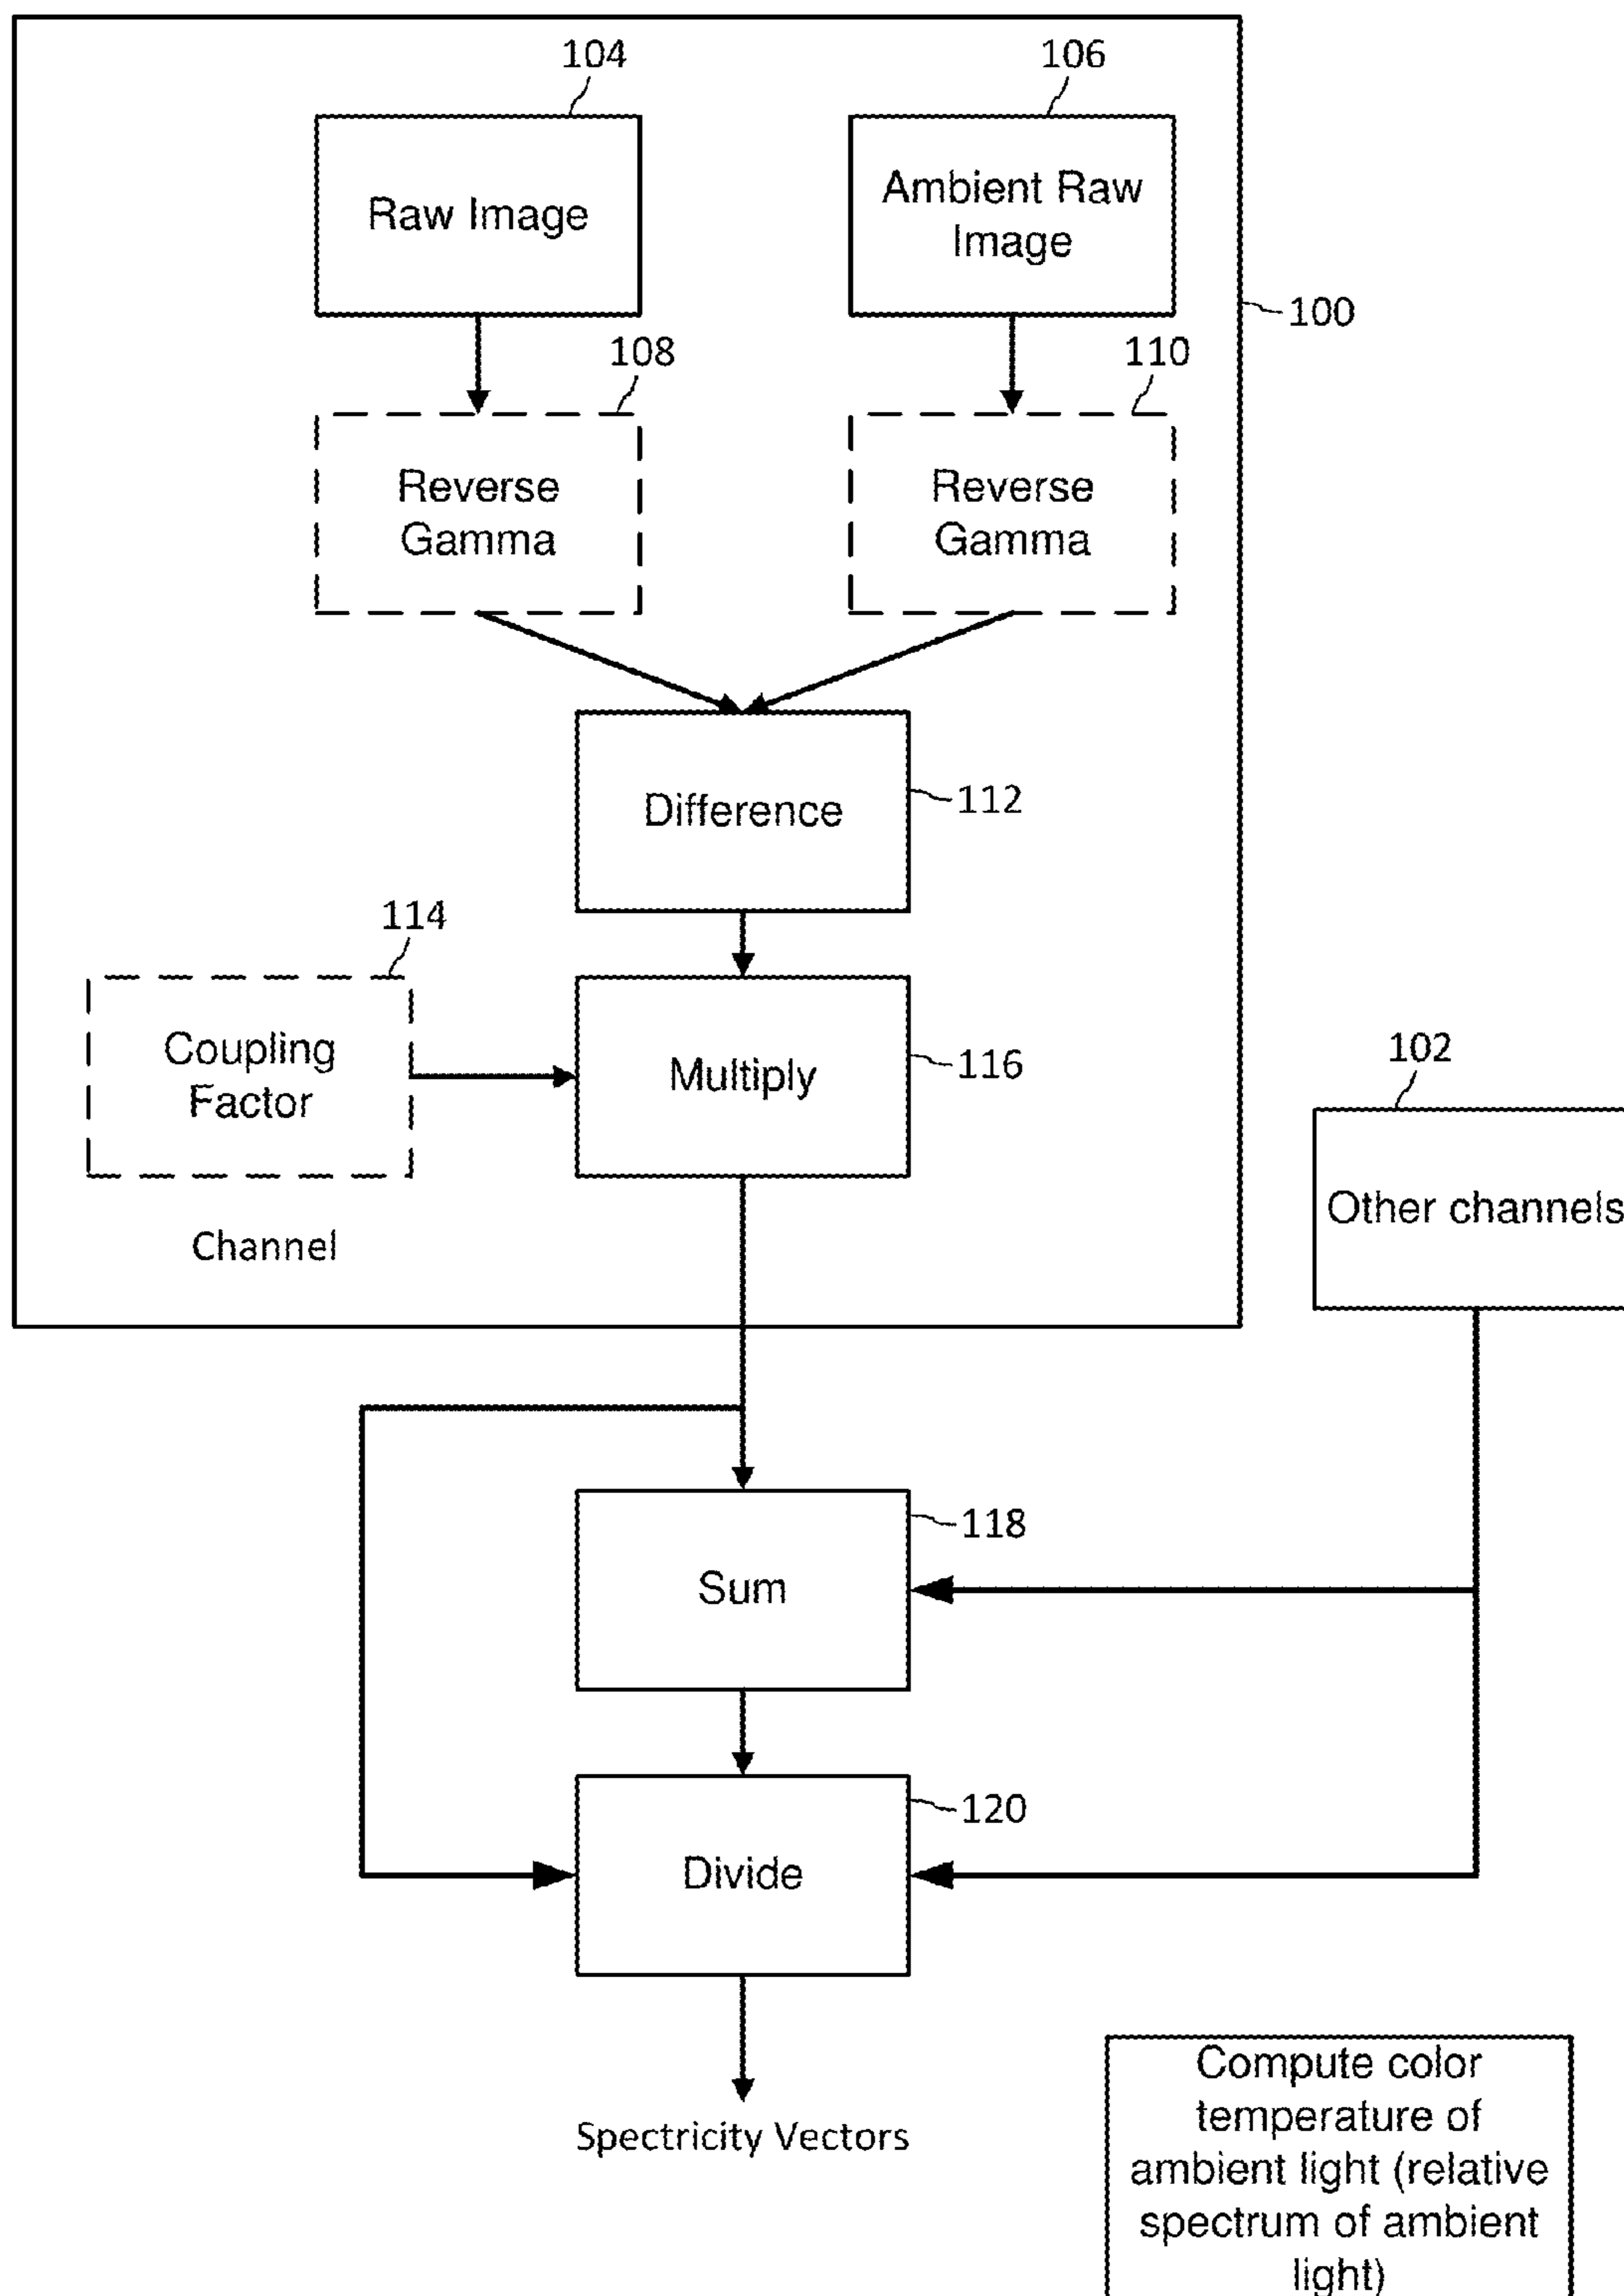 104
106
Raw Image
Ambient Raw
Image
100
108
110
Reverse
Gamma
Reverse
Gamma
Difference
112
114
Coupling
Factor
Multiply
116
102
Other channels
Channel
118
Sum
120
Divide
Spectricity Vectors
Compute color
temperature of
ambient light (relative
spectrum of ambient
light)